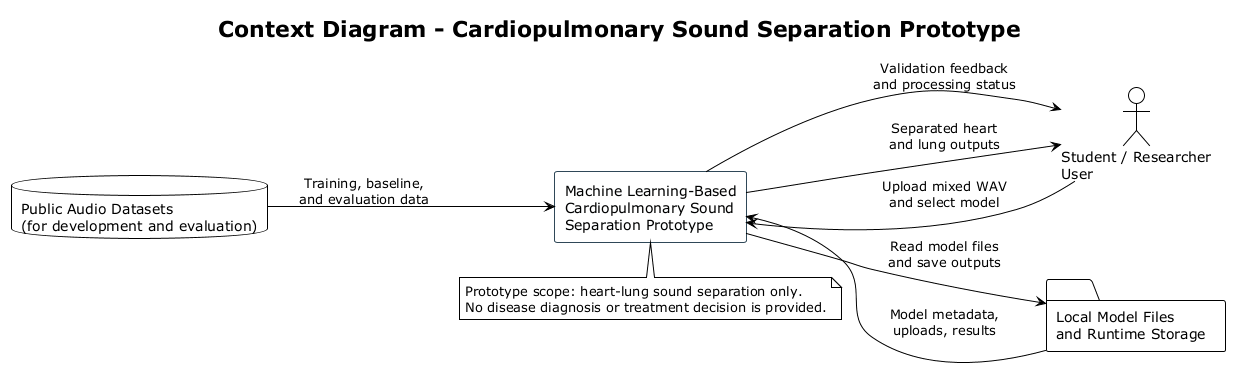 Context Diagram - Cardiopulmonary Sound Separation Prototype
Validation feedback
and processing status
Separated heart
and lung outputs
Student / Researcher
User
Training, baseline,
and evaluation data
Public Audio Datasets
(for development and evaluation)
Machine Learning-Based
Cardiopulmonary Sound
Separation Prototype
Upload mixed WAV
and select model
Read model files
and save outputs
Prototype scope: heart-lung sound separation only.
No disease diagnosis or treatment decision is provided.
Model metadata,
uploads, results
Local Model Files
and Runtime Storage